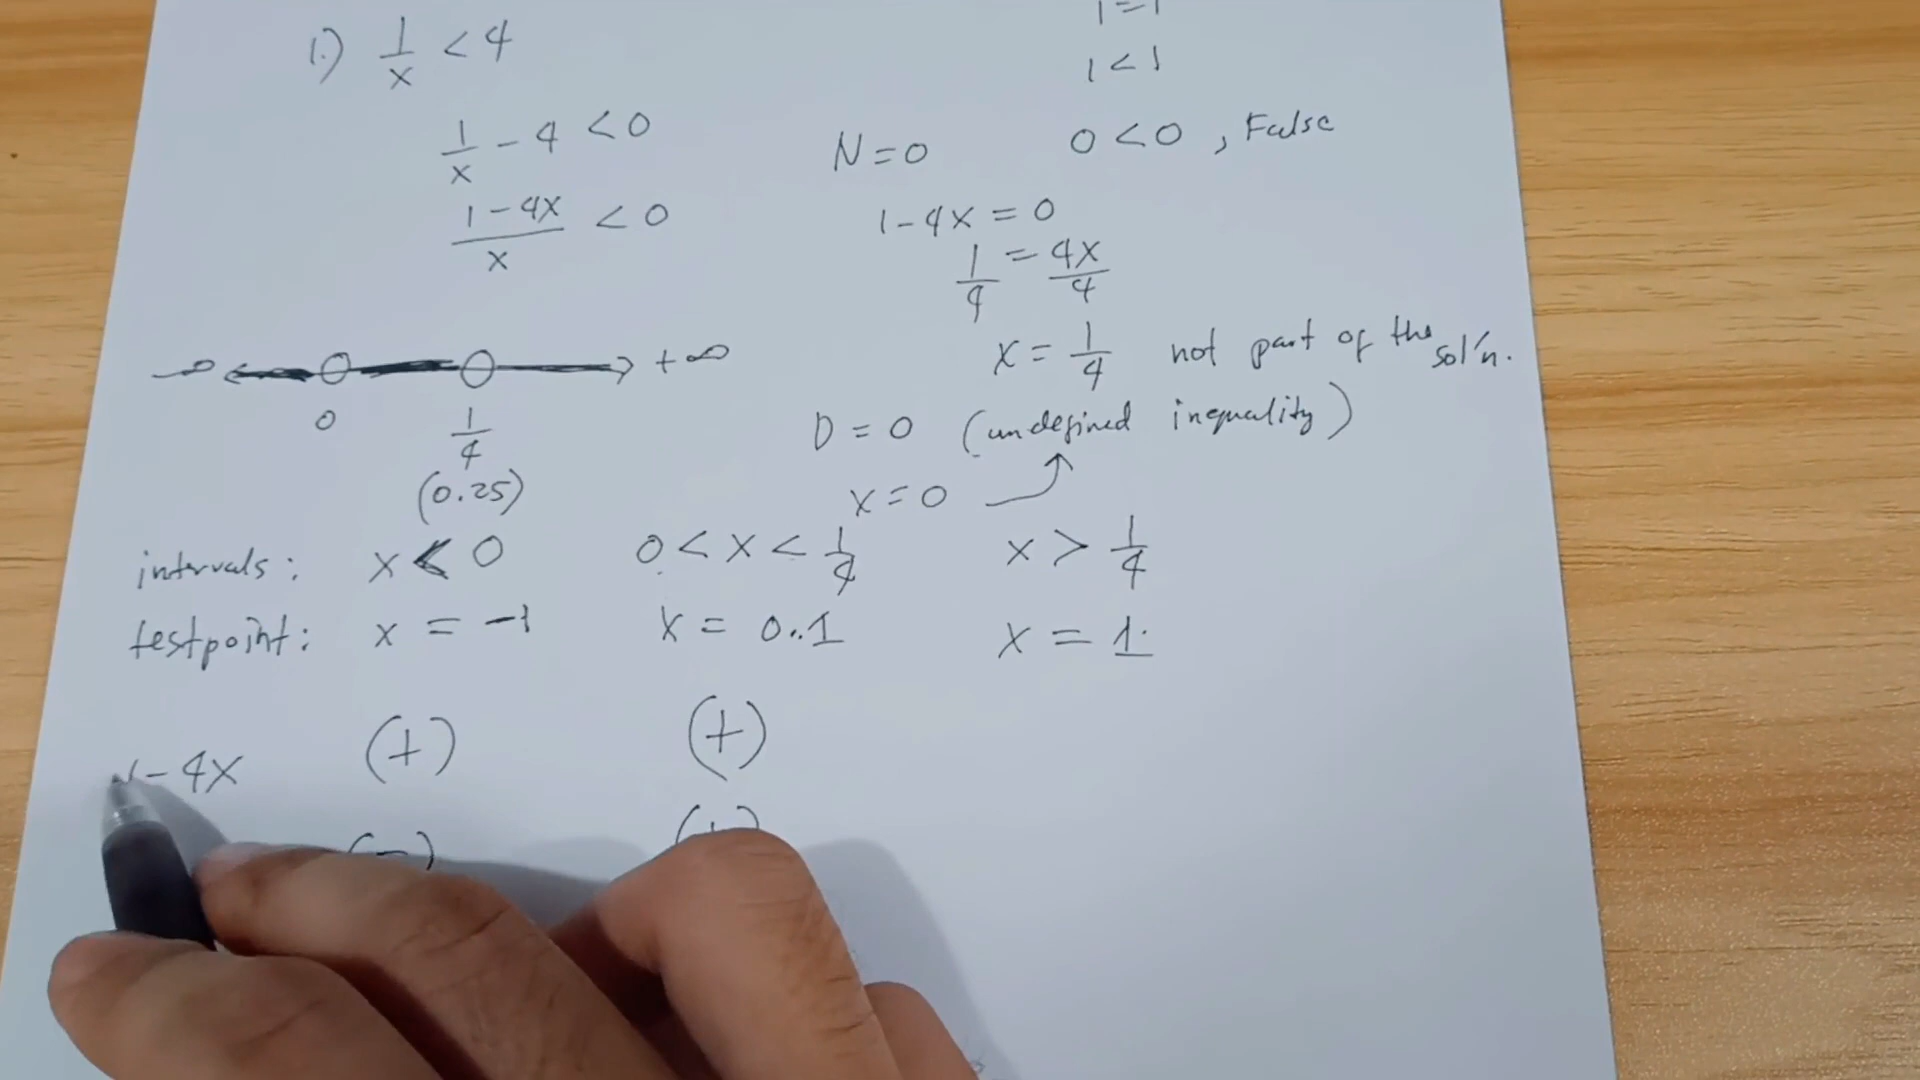 1=1
1.) 1/x < 4
1 < 1
1/x - 4 < 0
N = 0
0 < 0 , False
(1-4x)/x < 0
1-4x = 0
1/4 = 4x/4
x = 1/4 not part of the sol'n.
-∞ +∞
0 1/4
(0.25)
D = 0 (undefined inequality)
x = 0
intervals: x < 0 0 < x < 1/4 x > 1/4
testpoint: x = -1 x = 0.1 x = 1
1-4x (+) (+)
(-) (+)